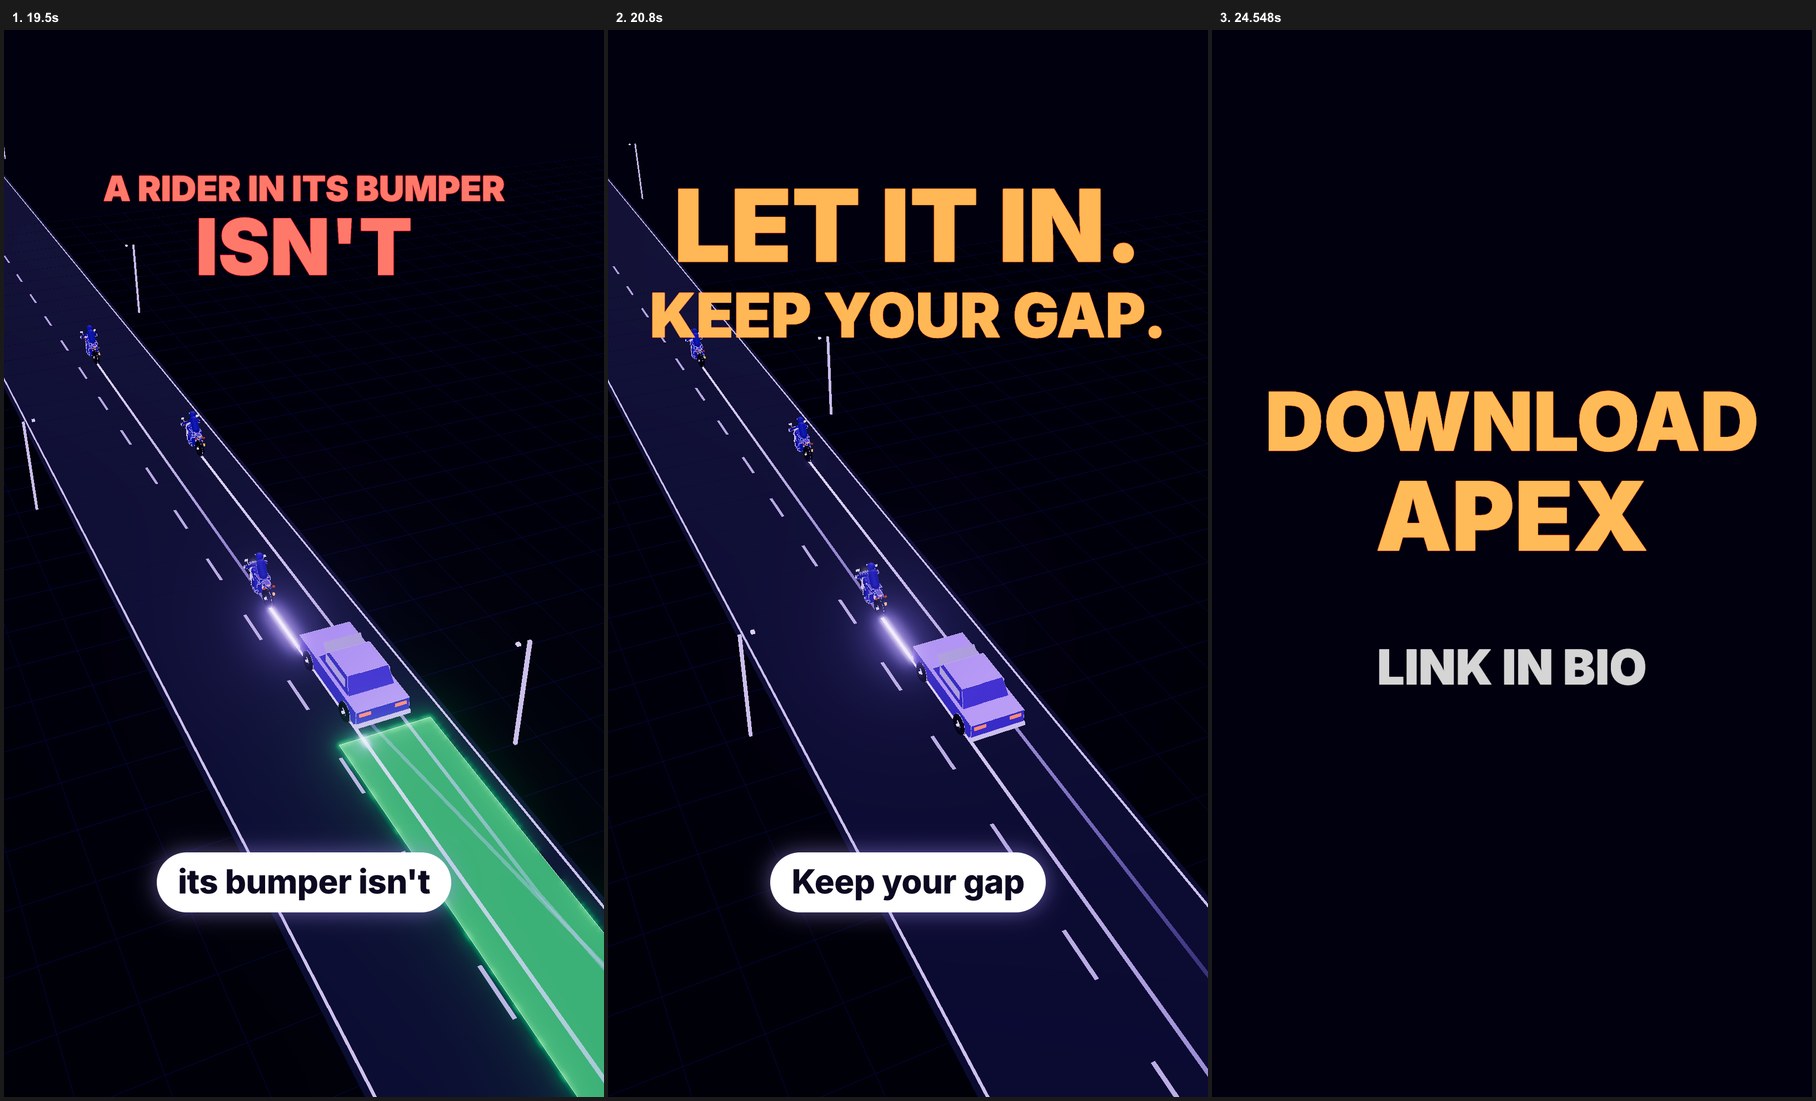 1. 19.5s
A RIDER IN ITS BUMPER
ISN'T
its bumper isn't
2. 20.8s
LET IT IN.
KEEP YOUR GAP.
Keep your gap
3. 24.548s
DOWNLOAD
APEX
LINK IN BIO